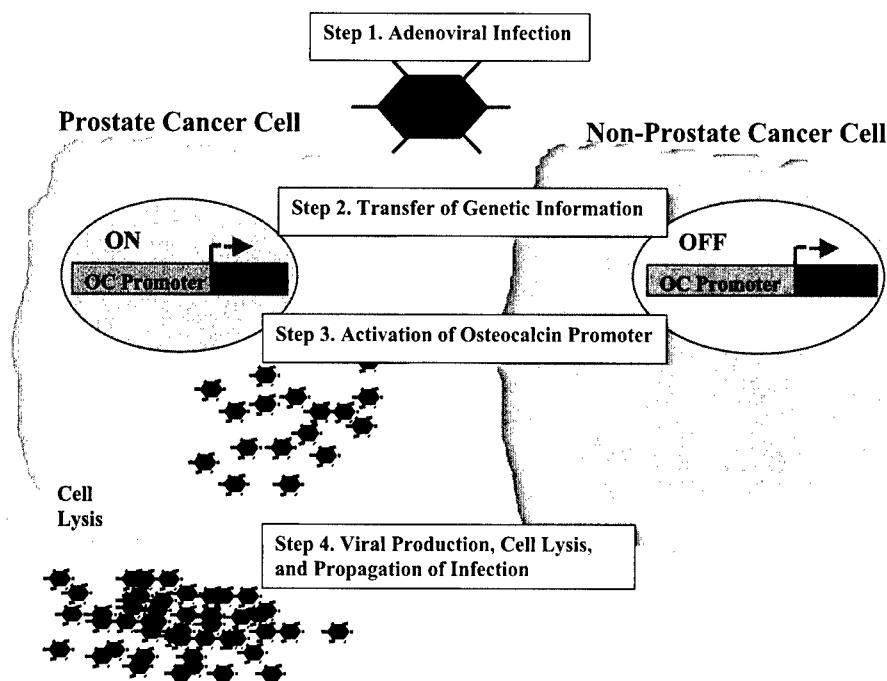 Step 1. Adenoviral Infection
Prostate Cancer Cell
Non-Prostate Cancer Cell
Step 2. Transfer of Genetic Information
ON
OC Promoter
OFF
OC Promoter
Step 3. Activation of Osteocalcin Promoter
Cell
Lysis
Step 4. Viral Production, Cell Lysis,
and Propagation of Infection